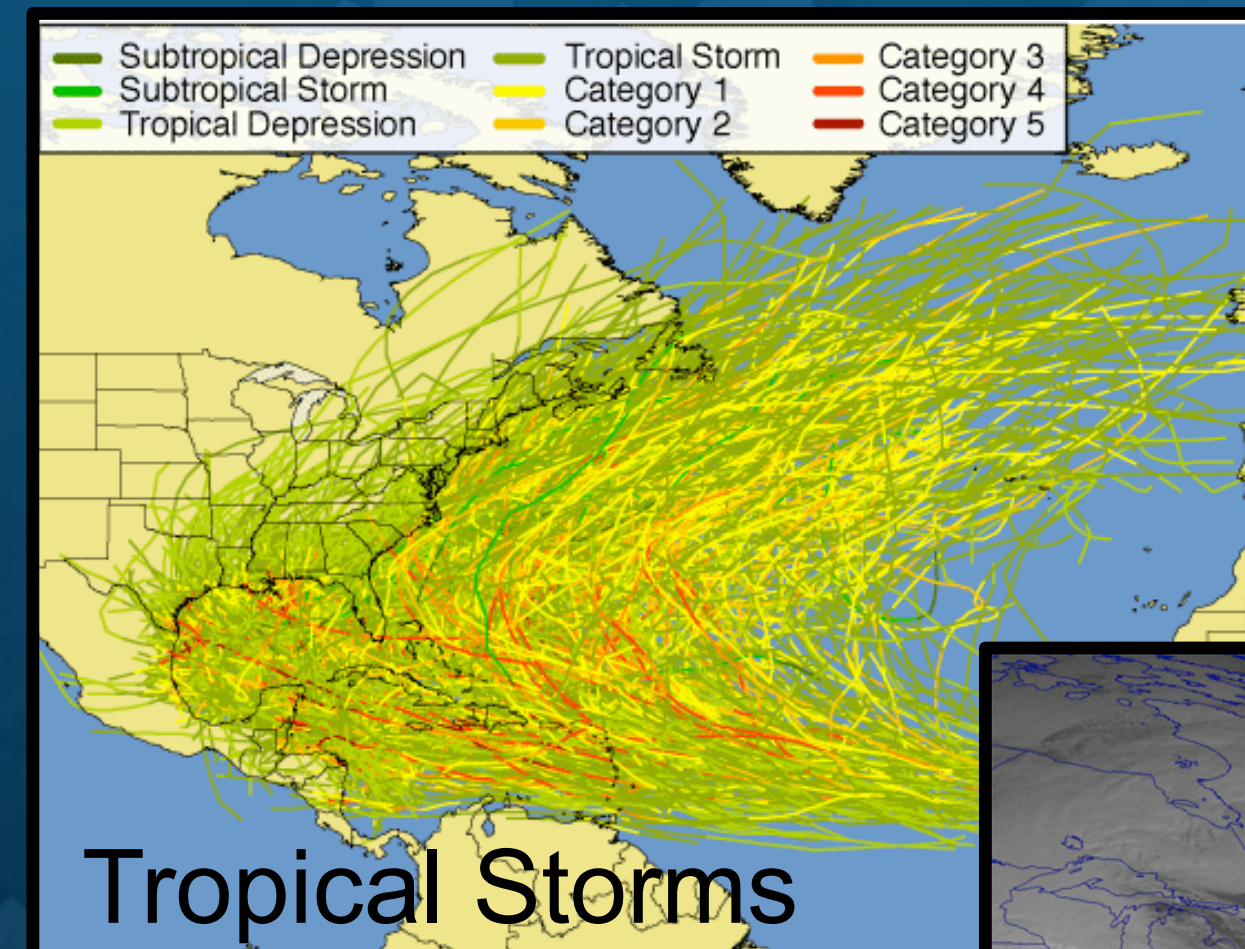 Subtropical Depression
Subtropical Storm
Tropical Depression
Tropical Storm
Category 1
Category 2
Category 3
Category 4
Category 5
Tropical Storms